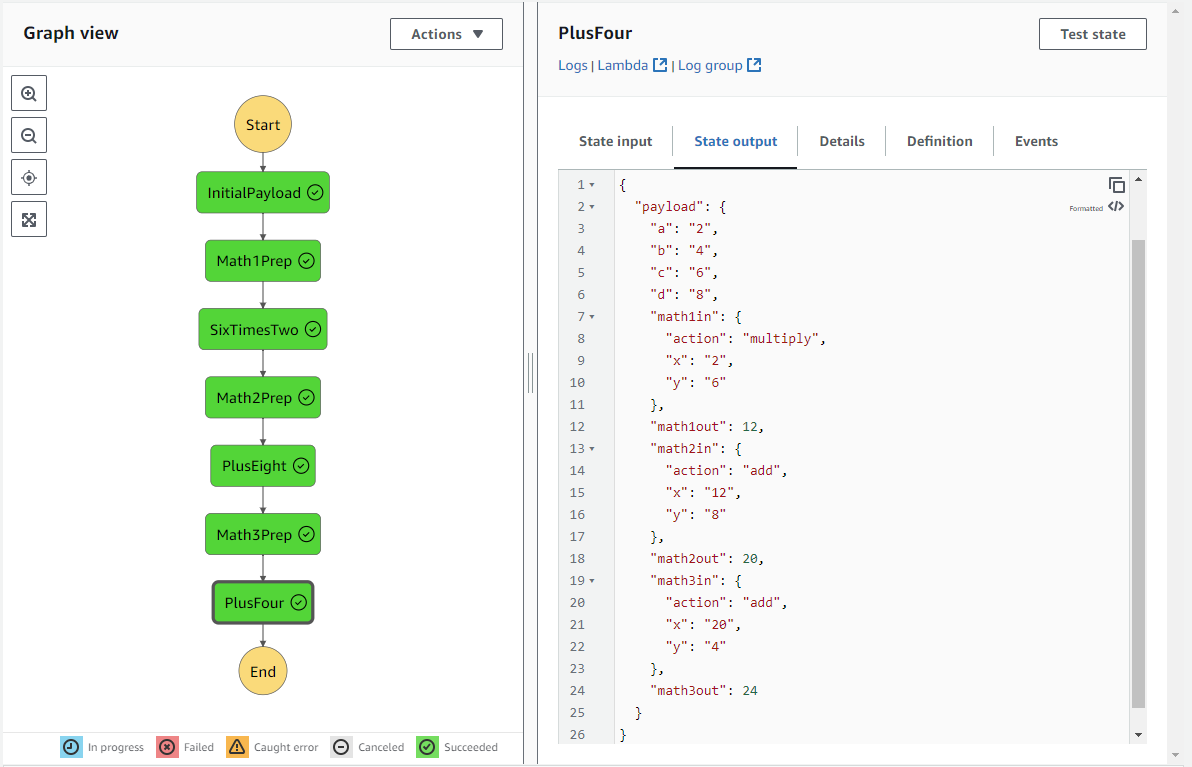 Graph view
Actions
Start
InitialPayload
Math1Prep
SixTimesTwo
Math2Prep
PlusEight
Math3Prep
PlusFour
End
In progress Failed Caught error Canceled Succeeded
PlusFour
Test state
Logs | Lambda | Log group
State input State output Details Definition Events
Formatted
1 {
2 "payload": {
3 "a": "2",
4 "b": "4",
5 "c": "6",
6 "d": "8",
7 "math1in": {
8 "action": "multiply",
9 "x": "2",
10 "y": "6"
11 },
12 "math1out": 12,
13 "math2in": {
14 "action": "add",
15 "x": "12",
16 "y": "8"
17 },
18 "math2out": 20,
19 "math3in": {
20 "action": "add",
21 "x": "20",
22 "y": "4"
23 },
24 "math3out": 24
25 }
26 }